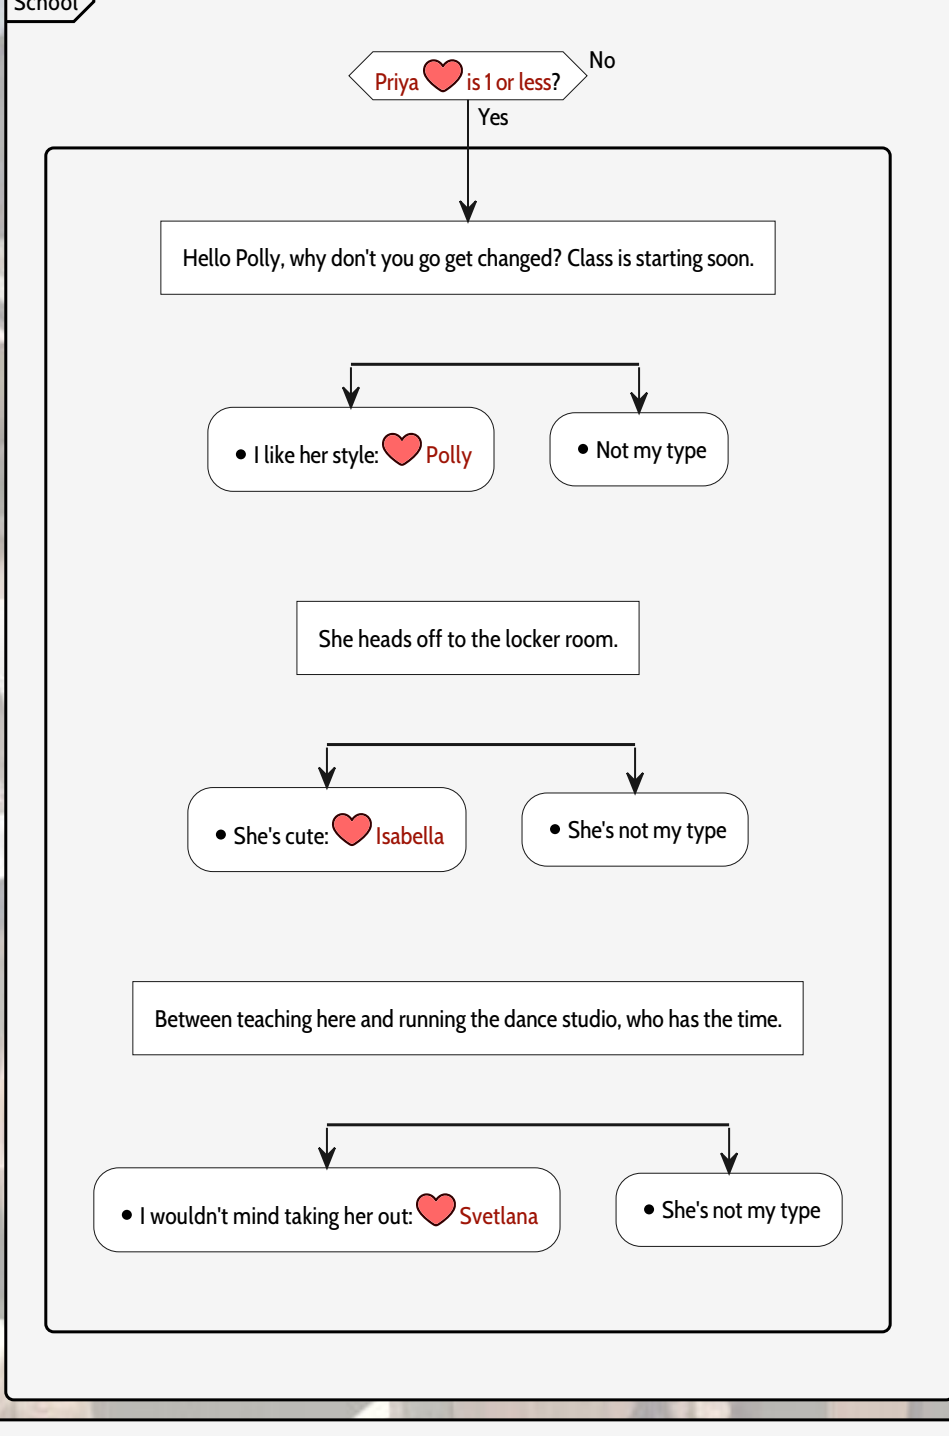 School
No
Priya is 1 or less?
Yes
Hello Polly, why don't you go get changed? Class is starting soon.
• I like her style: Polly
• Not my type
She heads off to the locker room.
• She's cute: Isabella
• She's not my type
Between teaching here and running the dance studio, who has the time.
• I wouldn't mind taking her out: Svetlana
• She's not my type